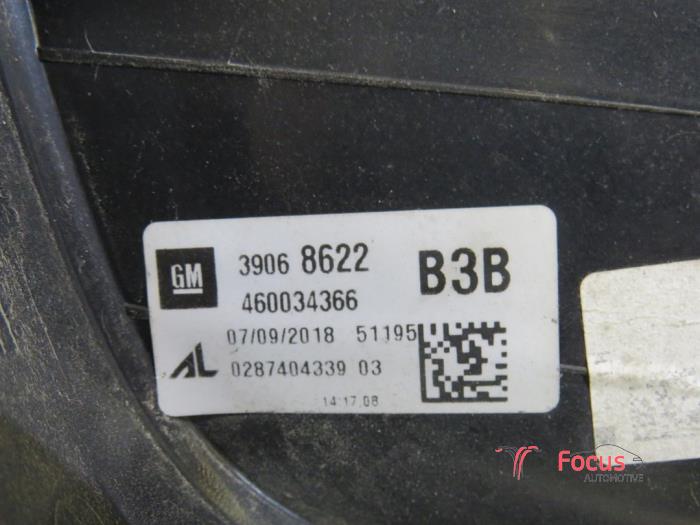 GM
3906 8622 B3B
460034366
07/09/2018 51195
AL 0287404339 03
14:17:08
Focus
AUTOMOTIVE